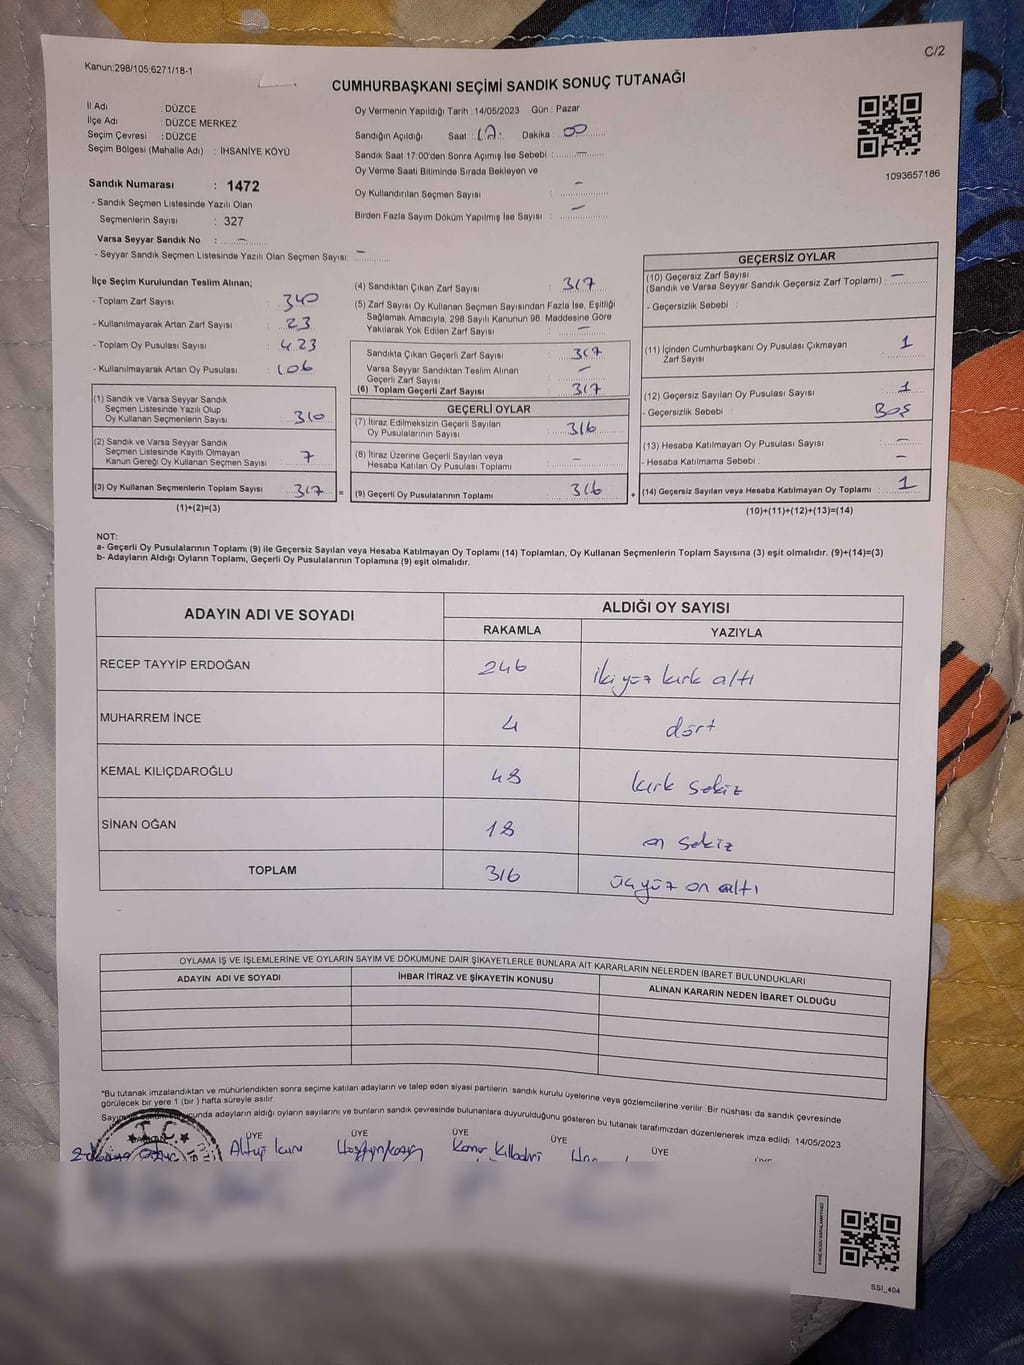 C/2
Kanun:298/105,6271/18-1
CUMHURBAŞKANI SEÇİMİ SANDIK SONUÇ TUTANAĞI
İl Adı : DÜZCE
İlçe Adı : DÜZCE MERKEZ
Seçim Çevresi : DÜZCE
Seçim Bölgesi (Mahalle Adı) : İHSANİYE KÖYÜ
Sandık Numarası : 1472
- Sandık Seçmen Listesinde Yazılı Olan
Seçmenlerin Sayısı : 327
Varsa Seyyar Sandık No : -
- Seyyar Sandık Seçmen Listesinde Yazılı Olan Seçmen Sayısı: -
Oy Vermenin Yapıldığı Tarih : 14/05/2023 Gün : Pazar
Sandığın Açıldığı Saat : 17 : Dakika : 00
Sandık Saat 17:00'den Sonra Açımış İse Sebebi : -
Oy Verme Saati Bitiminde Sırada Bekleyen ve
Oy Kullandırılan Seçmen Sayısı : -
Birden Fazla Sayım Döküm Yapılmış İse Sayısı : -
1093657186
İlçe Seçim Kurulundan Teslim Alınan;
- Toplam Zarf Sayısı : 340
- Kullanılmayarak Artan Zarf Sayısı : 23
- Toplam Oy Pusulası Sayısı : 423
- Kullanılmayarak Artan Oy Pusulası : 106
(1) Sandık ve Varsa Seyyar Sandık
Seçmen Listesinde Yazılı Olup
Oy Kullanan Seçmenlerin Sayısı : 310
(2) Sandık ve Varsa Seyyar Sandık
Seçmen Listesinde Kayıtlı Olmayan
Kanun Gereği Oy Kullanan Seçmen Sayısı : 7
(3) Oy Kullanan Seçmenlerin Toplam Sayısı : 317
(1)+(2)=(3)
(4) Sandıktan Çıkan Zarf Sayısı : 317
(5) Zarf Sayısı Oy Kullanan Seçmen Sayısından Fazla İse, Eşitliği
Sağlamak Amacıyla, 298 Sayılı Kanunun 98. Maddesine Göre
Yakılarak Yok Edilen Zarf Sayısı : -
Sandıkta Çıkan Geçerli Zarf Sayısı : 317
Varsa Seyyar Sandıktan Teslim Alınan
Geçerli Zarf Sayısı : -
(6) Toplam Geçerli Zarf Sayısı : 317
GEÇERLİ OYLAR
(7) İtiraz Edilmeksizin Geçerli Sayılan
Oy Pusulalarının Sayısı : 316
(8) İtiraz Üzerine Geçerli Sayılan veya
Hesaba Katılan Oy Pusulası Toplamı : -
= (9) Geçerli Oy Pusulalarının Toplamı : 316
GEÇERSİZ OYLAR
(10) Geçersiz Zarf Sayısı
(Sandık ve Varsa Seyyar Sandık Geçersiz Zarf Toplamı) : -
- Geçersizlik Sebebi :
(11) İçinden Cumhurbaşkanı Oy Pusulası Çıkmayan
Zarf Sayısı : 1
(12) Geçersiz Sayılan Oy Pusulası Sayısı : 1
- Geçersizlik Sebebi : BOŞ
(13) Hesaba Katılmayan Oy Pusulası Sayısı : -
- Hesaba Katılmama Sebebi : -
+ (14) Geçersiz Sayılan veya Hesaba Katılmayan Oy Toplamı : 1
(10)+(11)+(12)+(13)=(14)
NOT:
a- Geçerli Oy Pusulalarının Toplamı (9) ile Geçersiz Sayılan veya Hesaba Katılmayan Oy Toplamı (14) Toplamları, Oy Kullanan Seçmenlerin Toplam Sayısına (3) eşit olmalıdır. (9)+(14)=(3)
b- Adayların Aldığı Oyların Toplamı, Geçerli Oy Pusulalarının Toplamına (9) eşit olmalıdır.
ADAYIN ADI VE SOYADI ALDIĞI OY SAYISI
RAKAMLA YAZIYLA
RECEP TAYYİP ERDOĞAN 246 iki yüz kırk altı
MUHARREM İNCE 4 dört
KEMAL KILIÇDAROĞLU 48 kırk sekiz
SİNAN OĞAN 18 on sekiz
TOPLAM 316 üçyüz on altı
OYLAMA İŞ VE İŞLEMLERİNE VE OYLARIN SAYIM VE DÖKÜMÜNE DAİR ŞİKAYETLERLE BUNLARA AİT KARARLARIN NELERDEN İBARET BULUNDUKLARI
ADAYIN ADI VE SOYADI İHBAR İTİRAZ VE ŞİKAYETİN KONUSU ALINAN KARARIN NEDEN İBARET OLDUĞU
*Bu tutanak imzalandıktan ve mühürlendikten sonra seçime katılan adayların ve talep eden siyasi partilerin sandık kurulu üyelerine veya gözlemcilerine verilir. Bir nüshası da sandık çevresinde
görülecek bir yere 1 (bir) hafta süreyle asılır.
adayların aldığı oyların sayılarını ve bunların sandık çevresinde bulunanlara duyurulduğunu gösteren bu tutanak tarafımızdan düzenlenerek imza edildi. 14/05/2023
T.C.
ÜYE ÜYE ÜYE ÜYE ÜYE
SSI_404